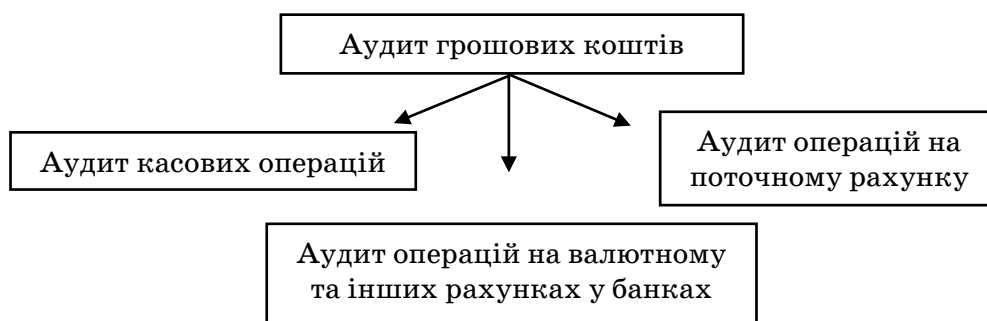 Аудит грошових коштів
Аудит касових операцій
Аудит операцій на
поточному рахунку
Аудит операцій на валютному
та інших рахунках у банках